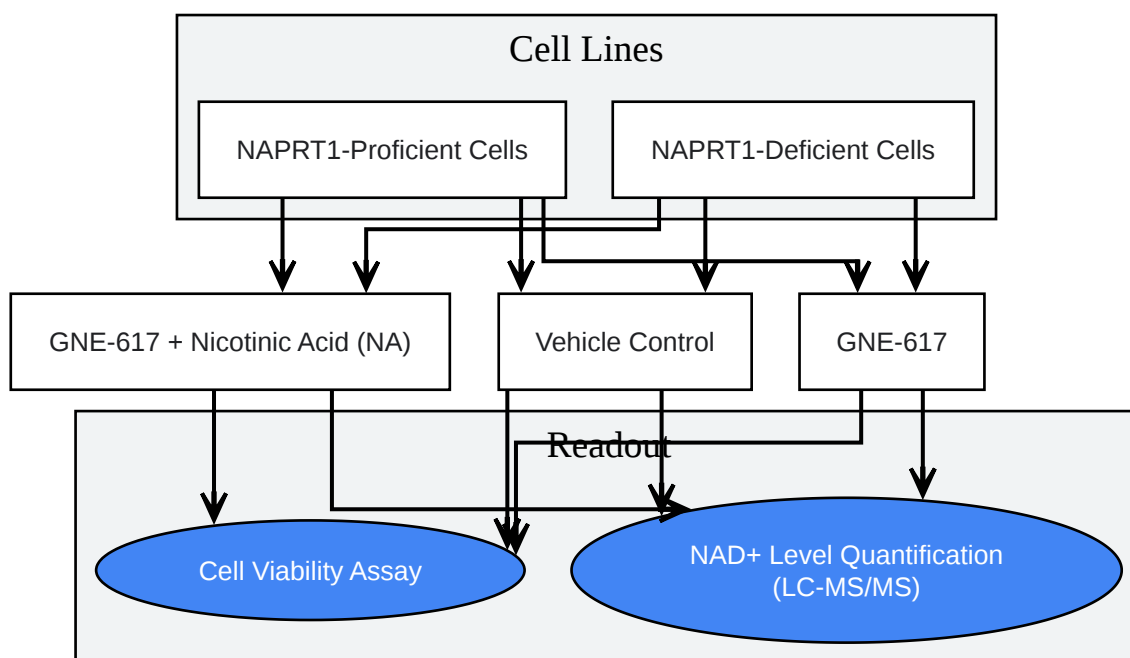 Cell Lines
NAPRT1-Proficient Cells
NAPRT1-Deficient Cells
GNE-617 + Nicotinic Acid (NA)
Vehicle Control
GNE-617
Readout
Cell Viability Assay
NAD+ Level Quantification
(LC-MS/MS)